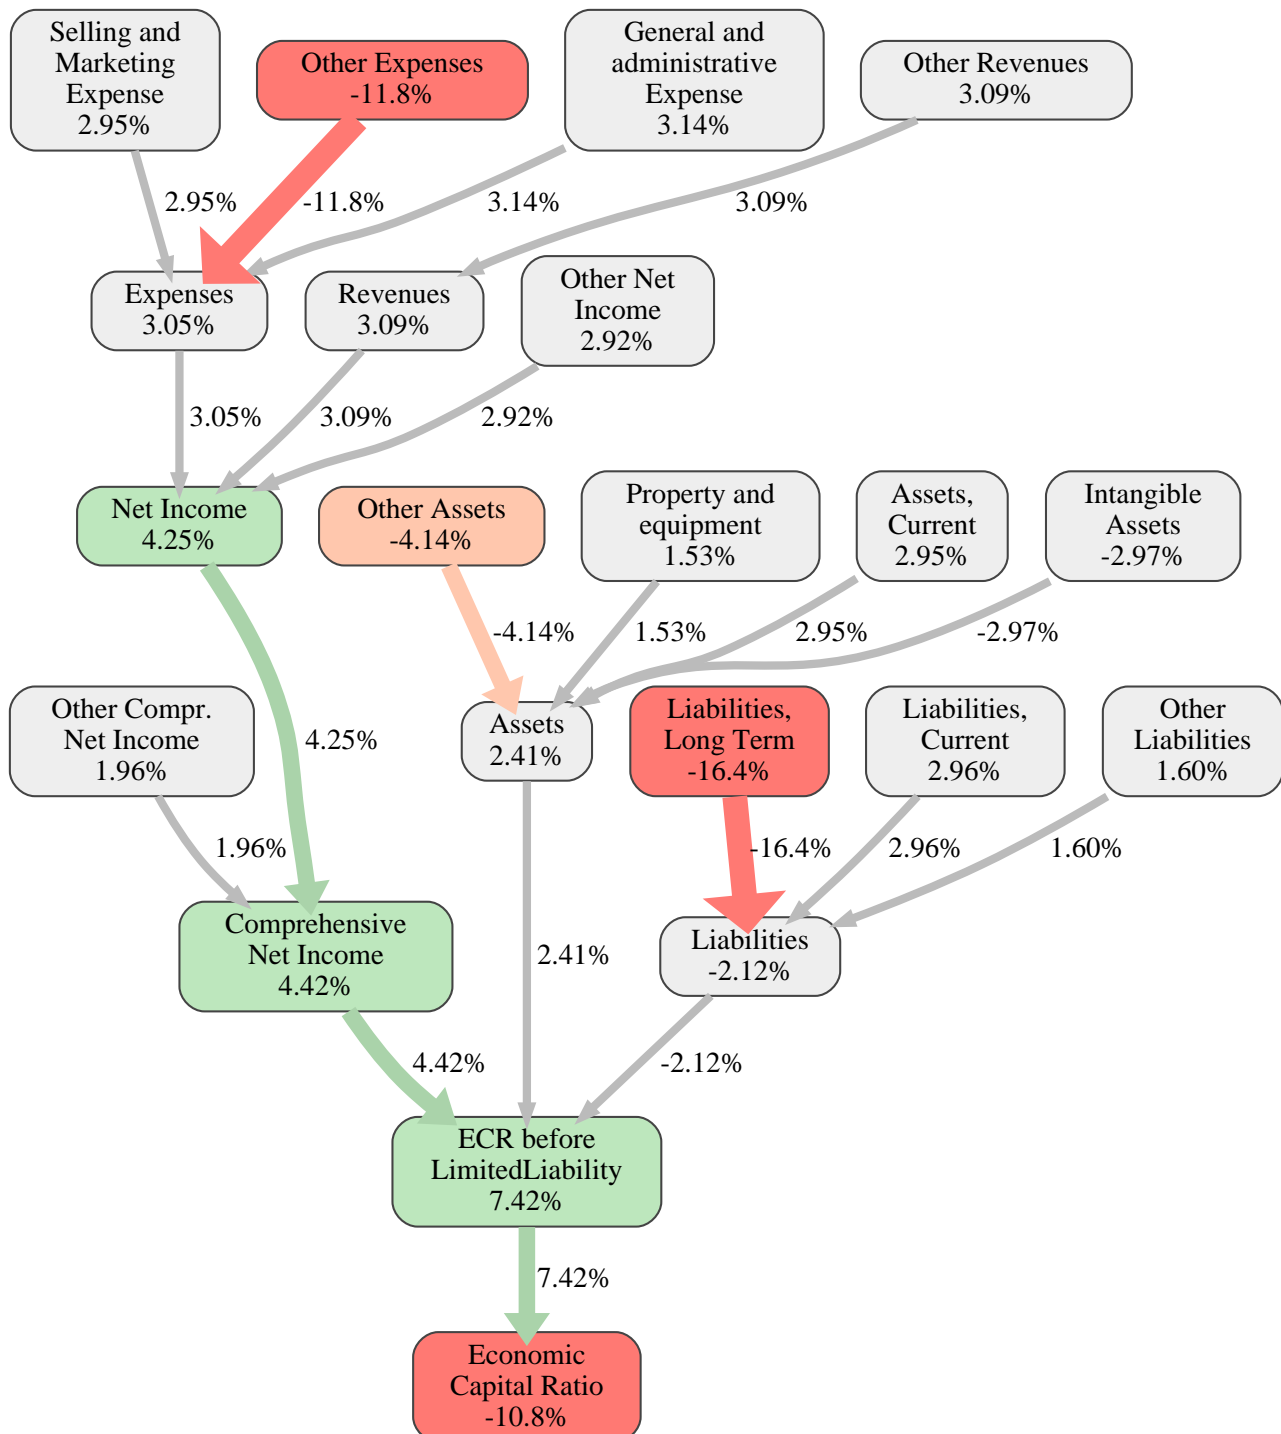 Selling and
Marketing
Expense
2.95%
Other Expenses
-11.8%
General and
administrative
Expense
3.14%
Other Revenues
3.09%
2.95%
-11.8%
3.14%
3.09%
Expenses
3.05%
Revenues
3.09%
Other Net
Income
2.92%
3.05%
3.09%
2.92%
Net Income
4.25%
Other Assets
-4.14%
Property and
equipment
1.53%
Assets,
Current
2.95%
Intangible
Assets
-2.97%
-4.14%
1.53%
2.95%
-2.97%
Other Compr.
Net Income
1.96%
4.25%
Assets
2.41%
Liabilities,
Long Term
-16.4%
Liabilities,
Current
2.96%
Other
Liabilities
1.60%
1.96%
-16.4%
2.96%
1.60%
Comprehensive
Net Income
4.42%
2.41%
Liabilities
-2.12%
4.42%
-2.12%
ECR before
LimitedLiability
7.42%
7.42%
Economic
Capital Ratio
-10.8%